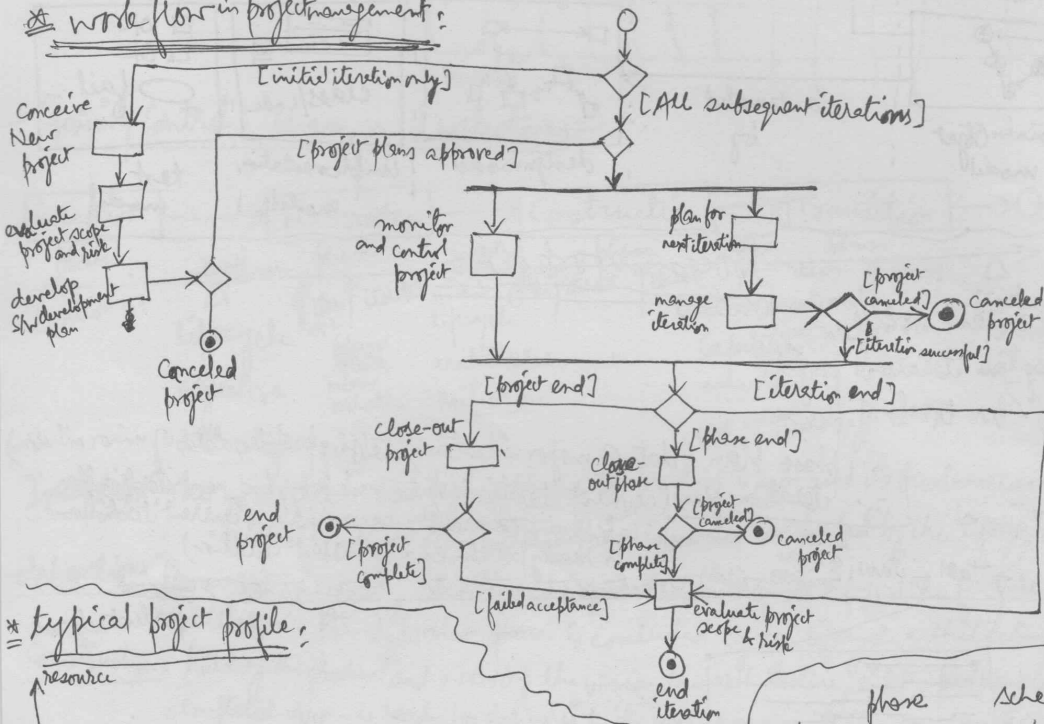 * work flow in project management :
[initial iteration only]
[All subsequent iterations]
Conceive
New
project
[project plans approved]
evaluate
project scope
and risk
develop
S/W development
plan
Canceled
project
monitor
and control
project
plan for
next iteration
manage
iteration
[project
canceled]
Canceled
project
[iteration successful]
[project end]
[iteration end]
close-out
project
[phase end]
close-
out phase
[project
canceled]
canceled
project
end
project
[project
complete]
[phase
complete]
[failed acceptance]
evaluate project
scope
& risk
end
iteration
* typical project profile :
resource
phase sche